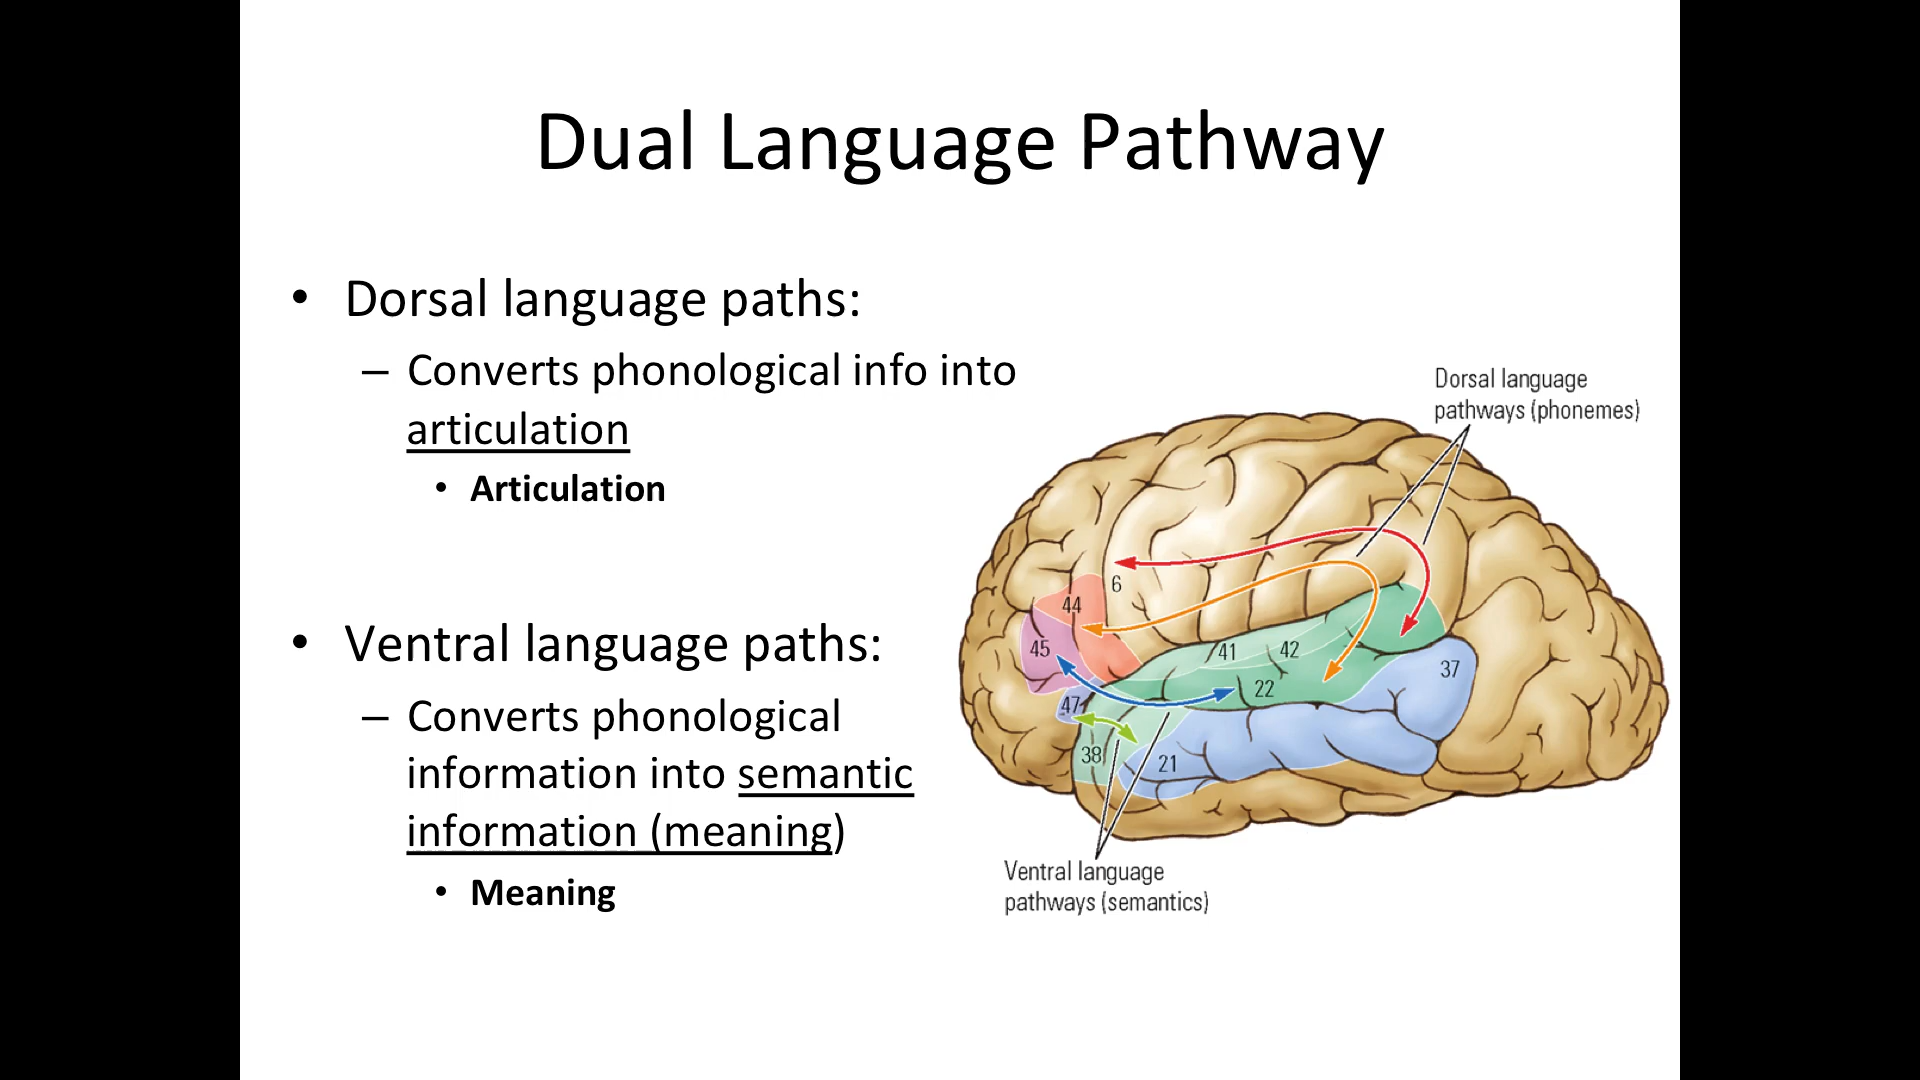 Dual Language Pathway
• Dorsal language paths:
– Converts phonological info into
articulation
• Articulation
• Ventral language paths:
– Converts phonological
information into semantic
information (meaning)
• Meaning
Dorsal language
pathways (phonemes)
6
44
45
41
42
37
22
47
38
21
Ventral language
pathways (semantics)